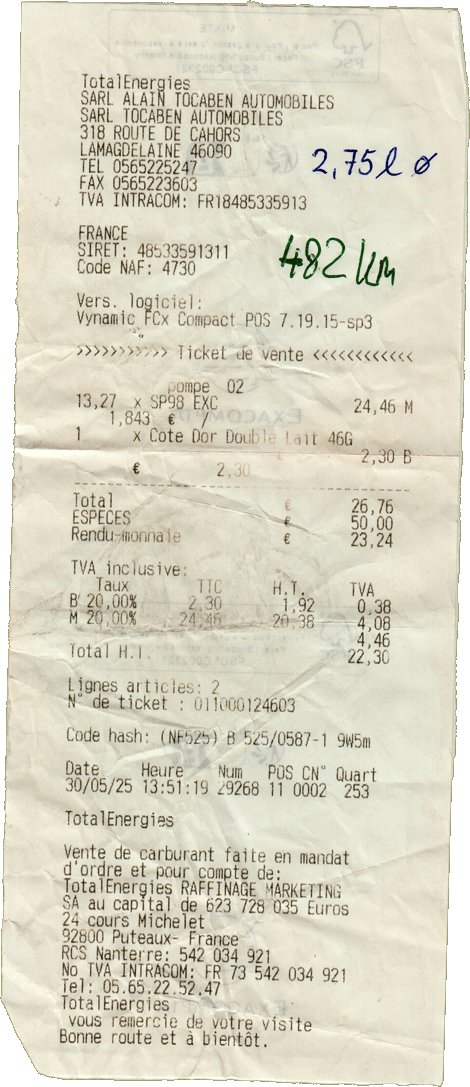 TotalEnergies
SARL ALAIN TOCABEN AUTOMOBILES
SARL TOCABEN AUTOMOBILES
318 ROUTE DE CAHORS
LAMAGDELAINE 46090
TEL 0565225247
2,75l ø
FAX 0565223603
TVA INTRACOM: FR18485335913
FRANCE
SIRET: 48533591311
482 km
Code NAF: 4730
Vers. logiciel:
Vynamic FCx Compact POS 7.19.15-sp3
>>>>>>>>>>> Ticket de vente <<<<<<<<<<<<
pompe 02
13,27 x SP98 EXC 24,46 M
1,843 € /
1 x Cote Dor Double Lait 46G
€ 2,30 B
€ 2,30
Total € 26,76
ESPECES € 50,00
Rendu-monnaie € 23,24
TVA inclusive:
Taux TTC H.T. TVA
B 20,00% 2,30 1,92 0,38
M 20,00% 24,46 20,38 4,08
4,46
Total H.T. 22,30
Lignes articles: 2
N° de ticket : 011000124603
Code hash: (NF525) B 525/0587-1 9W5m
Date Heure Num POS CN° Quart
30/05/25 13:51:19 29268 11 0002 253
TotalEnergies
Vente de carburant faite en mandat
d'ordre et pour compte de:
TotalEnergies RAFFINAGE MARKETING
SA au capital de 623 728 035 Euros
24 cours Michelet
92800 Puteaux- France
RCS Nanterre: 542 034 921
No TVA INTRACOM: FR 73 542 034 921
Tel: 05.65.22.52.47
TotalEnergies
vous remercie de votre visite
Bonne route et à bientôt.